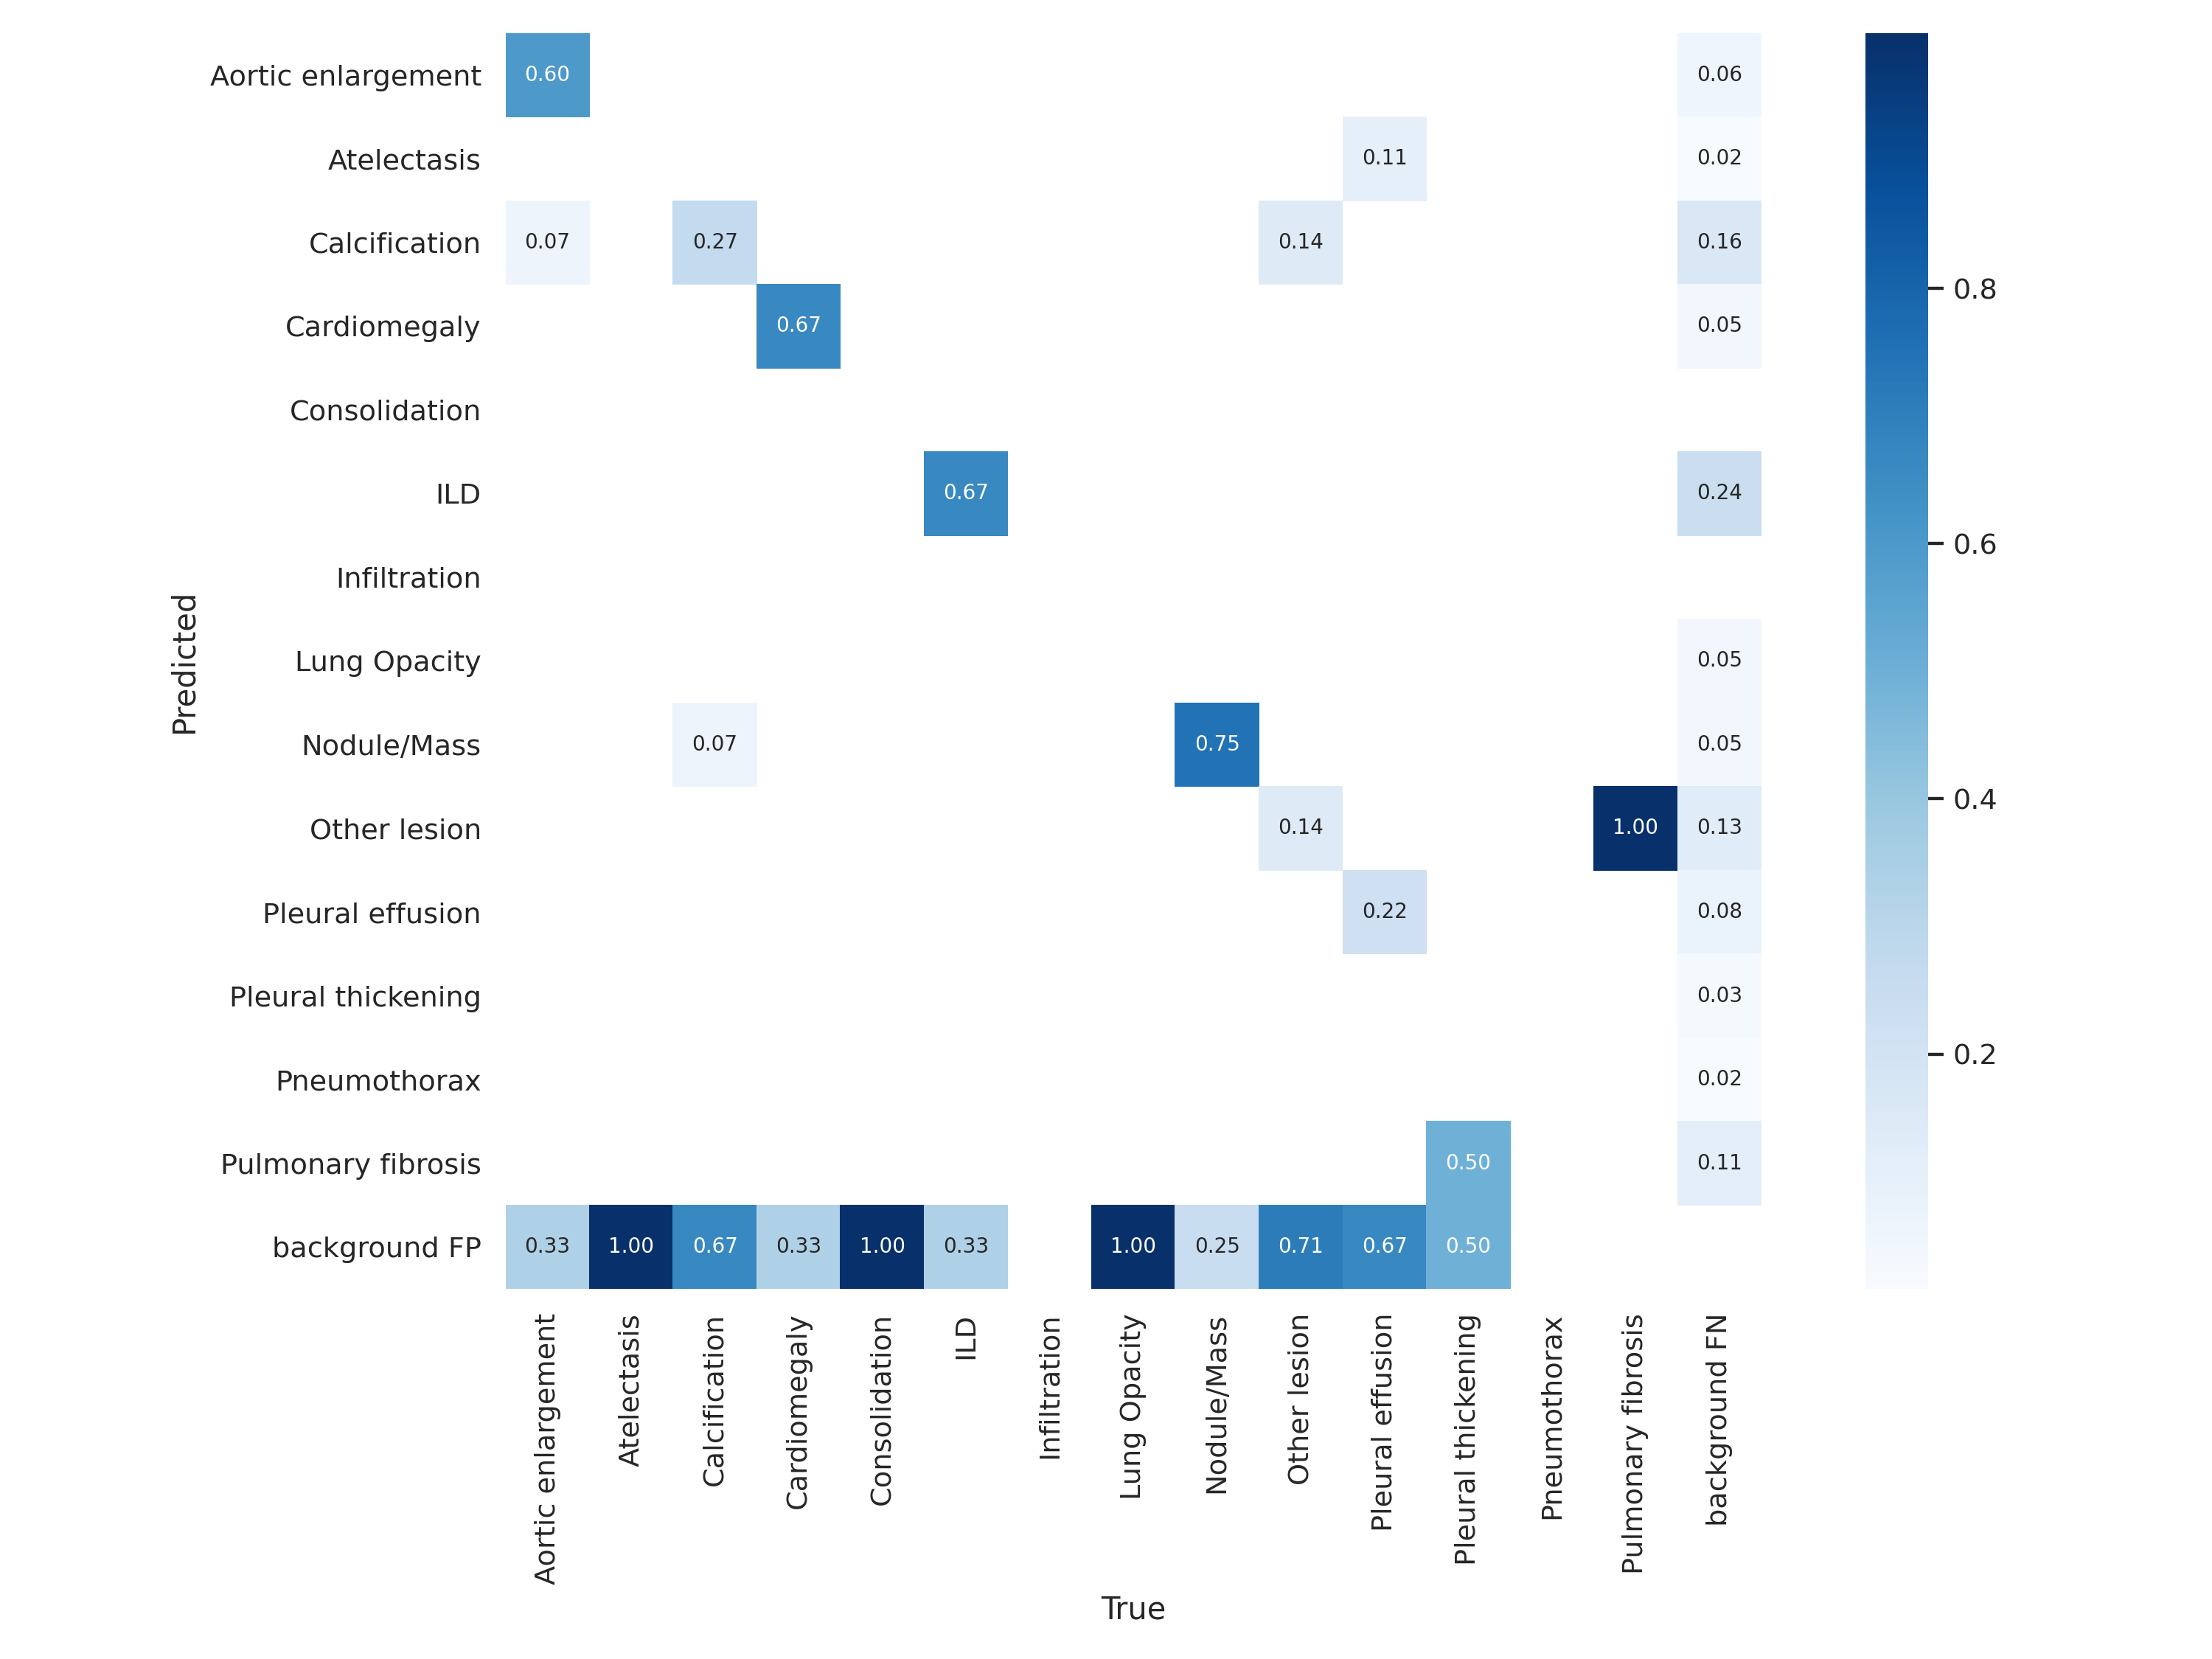 Aortic enlargement 0.60 0.06
Atelectasis 0.11 0.02
Calcification 0.07 0.27 0.14 0.16
Cardiomegaly 0.67 0.05
Consolidation
ILD 0.67 0.24
Infiltration
Lung Opacity 0.05
Nodule/Mass 0.07 0.75 0.05
Other lesion 0.14 1.00 0.13
Pleural effusion 0.22 0.08
Pleural thickening 0.03
Pneumothorax 0.02
Pulmonary fibrosis 0.50 0.11
background FP 0.33 1.00 0.67 0.33 1.00 0.33 1.00 0.25 0.71 0.67 0.50
Predicted
Aortic enlargement
Atelectasis
Calcification
Cardiomegaly
Consolidation
ILD
Infiltration
Lung Opacity
Nodule/Mass
Other lesion
Pleural effusion
Pleural thickening
Pneumothorax
Pulmonary fibrosis
background FN
True
0.8
0.6
0.4
0.2